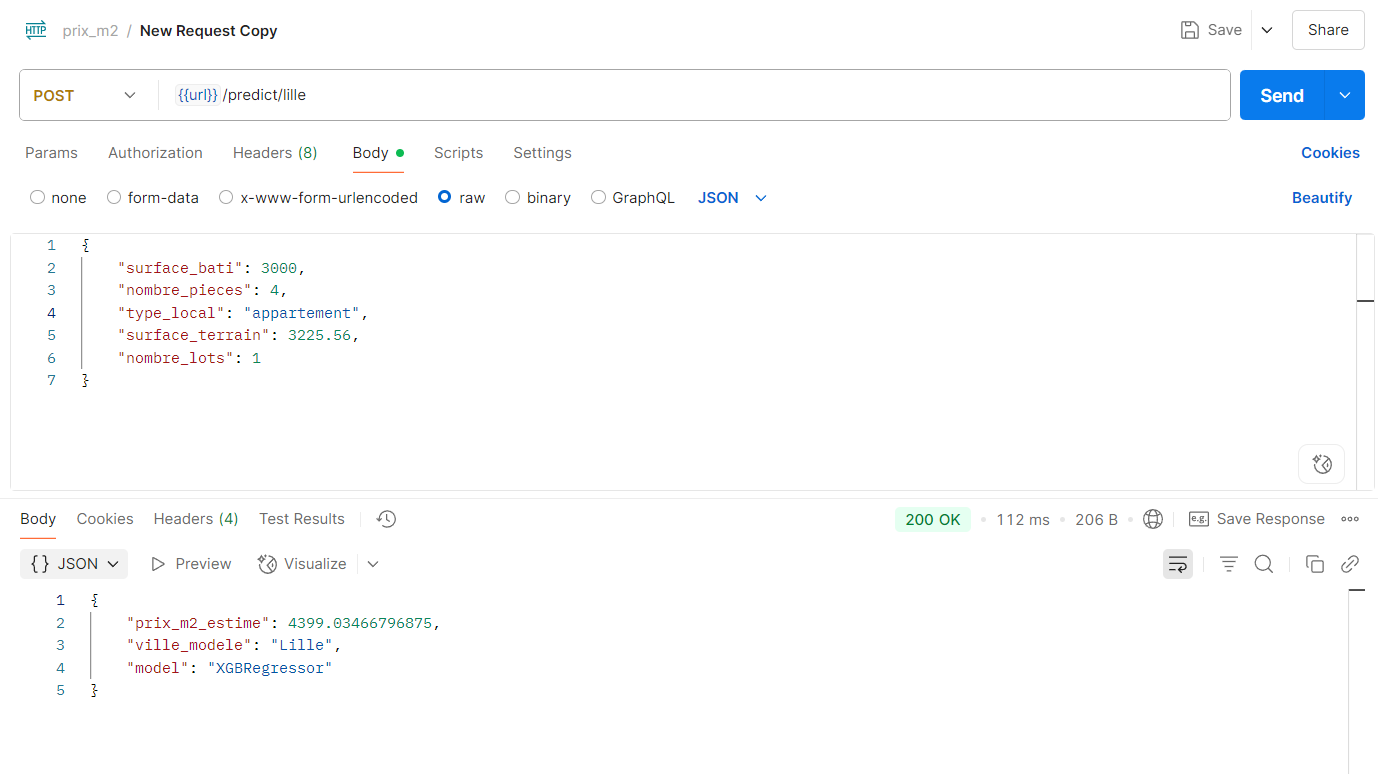 HTTP prix_m2 / New Request Copy Save Share
POST {{url}} /predict/lille Send
Params Authorization Headers (8) Body Scripts Settings Cookies
none form-data x-www-form-urlencoded raw binary GraphQL JSON Beautify
1 {
2 "surface_bati": 3000,
3 "nombre_pieces": 4,
4 "type_local": "appartement",
5 "surface_terrain": 3225.56,
6 "nombre_lots": 1
7 }
Body Cookies Headers (4) Test Results 200 OK 112 ms 206 B e.g. Save Response
{} JSON Preview Visualize
1 {
2 "prix_m2_estime": 4399.03466796875,
3 "ville_modele": "Lille",
4 "model": "XGBRegressor"
5 }